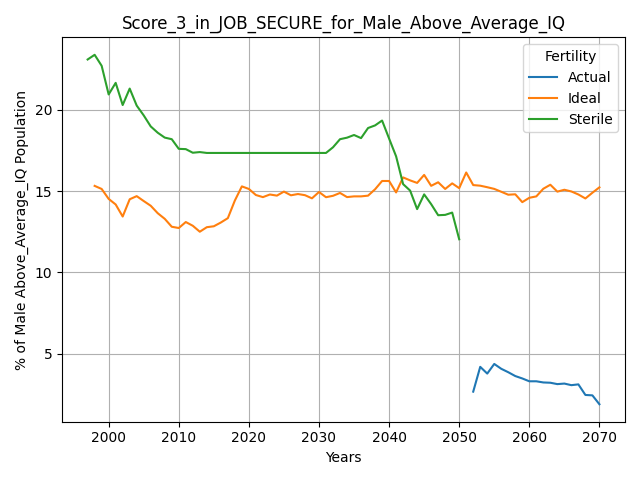 Score_3_in_JOB_SECURE_for_Male_Above_Average_IQ
Fertility
Actual
Ideal
Sterile
% of Male Above_Average_IQ Population
20
15
10
5
2000 2010 2020 2030 2040 2050 2060 2070
Years